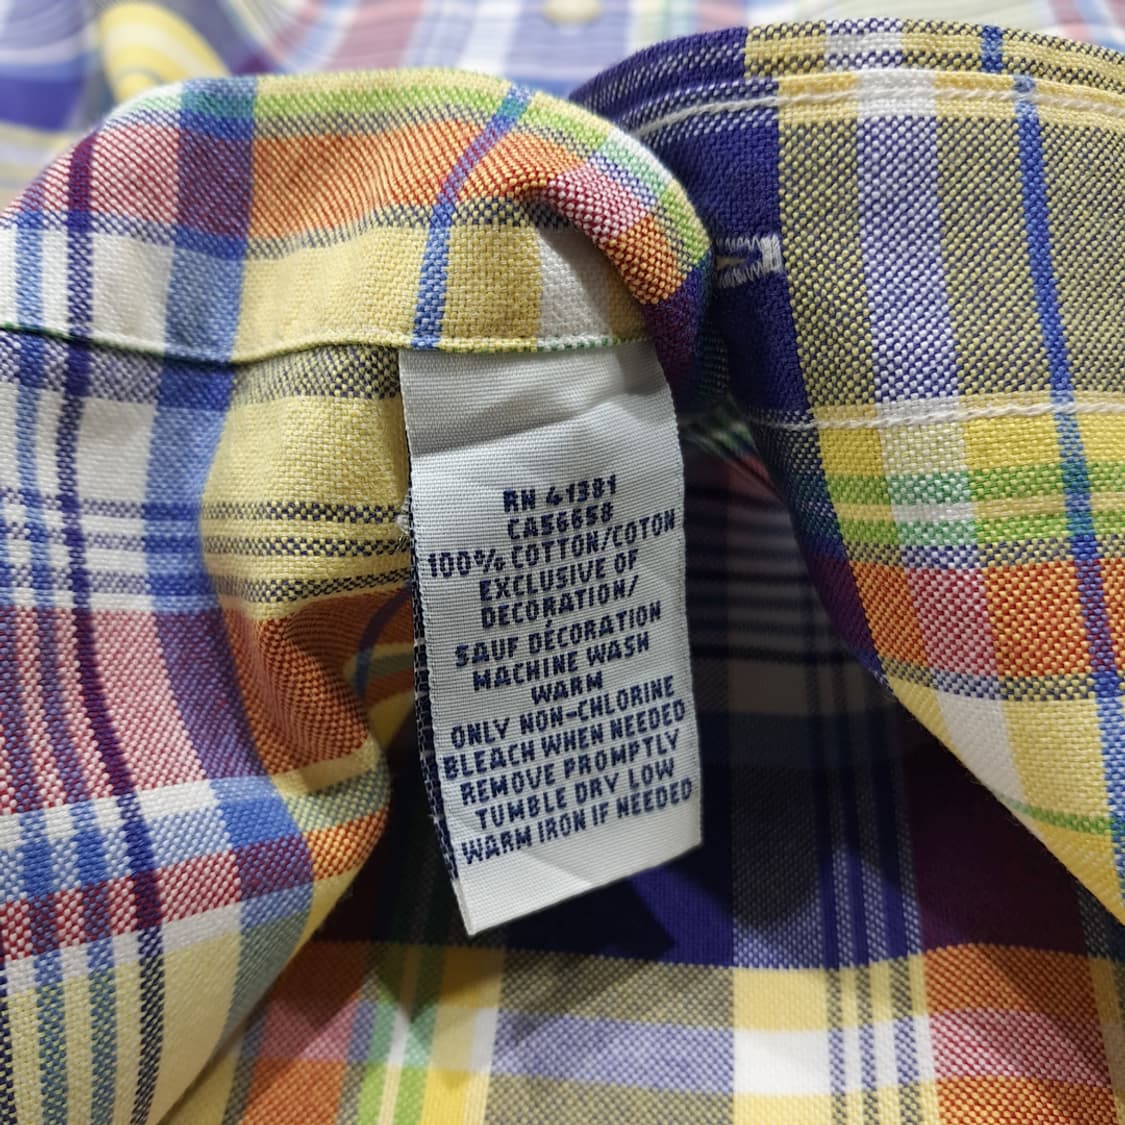 RN 41381
CA56658
100% COTTON/COTON
EXCLUSIVE OF
DECORATION/
SAUF DÉCORATION
MACHINE WASH
WARM
ONLY NON-CHLORINE
BLEACH WHEN NEEDED
REMOVE PROMPTLY
TUMBLE DRY LOW
WARM IRON IF NEEDED